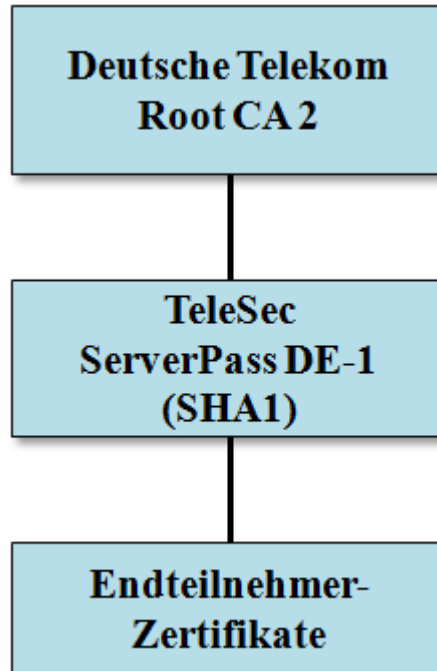 Deutsche Telekom
Root CA 2
TeleSec
ServerPass DE-1
(SHA1)
Endteilnehmer-
Zertifikate